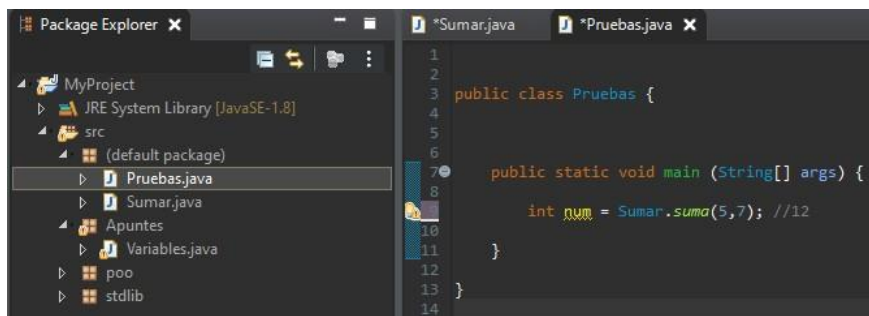 Package Explorer
MyProject
JRE System Library [JavaSE-1.8]
src
(default package)
Pruebas.java
Sumar.java
Apuntes
Variables.java
poo
stdlib
*Sumar.java *Pruebas.java
1
2
3 public class Pruebas {
4
5
6
7 public static void main (String[] args) {
8
9 int num = Sumar.suma(5,7); //12
10
11 }
12
13 }
14